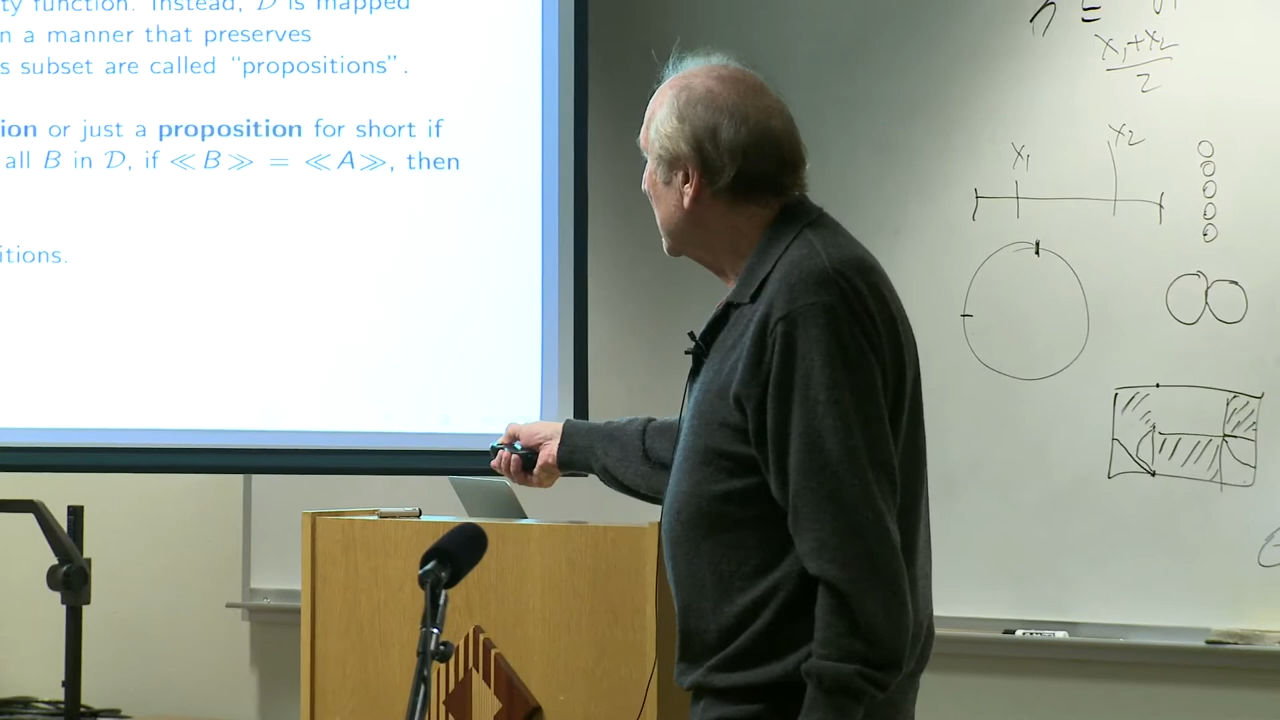 ty function. Instead, 𝒟 is mapped
n a manner that preserves
s subset are called “propositions”.
ion or just a proposition for short if
all B in 𝒟, if ≪B≫ = ≪A≫, then
itions.
x₁+x₂
2
x₁
x₂